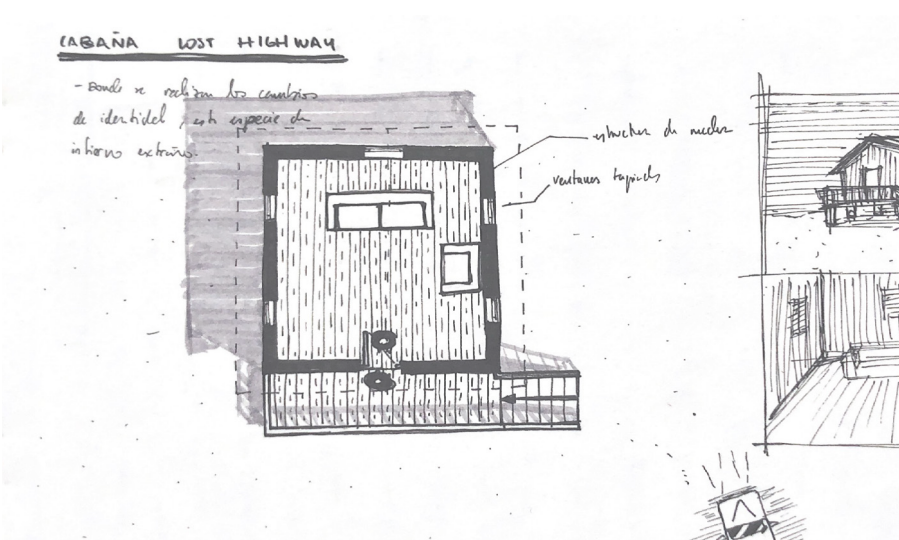 CABAÑA LOST HIGHWAY
- Donde se realizan los cambios
de identidad, esta especie de
infierno extraño.
estructura de madera
ventanas tapiadas